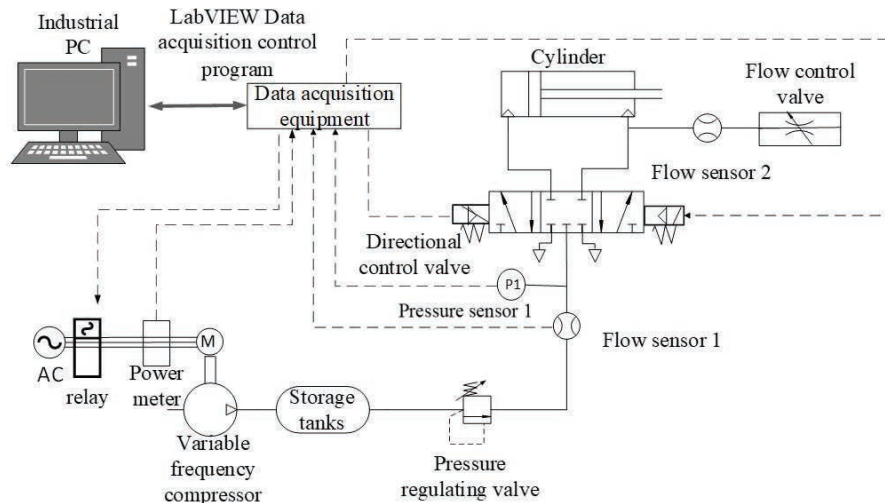 Industrial
PC
LabVIEW Data
acquisition control
program
Data acquisition
equipment
Cylinder
Flow control
valve
Flow sensor 2
Directional
control valve
P1
Pressure sensor 1
Flow sensor 1
AC
relay
Power
meter
M
Variable
frequency
compressor
Storage
tanks
Pressure
regulating valve